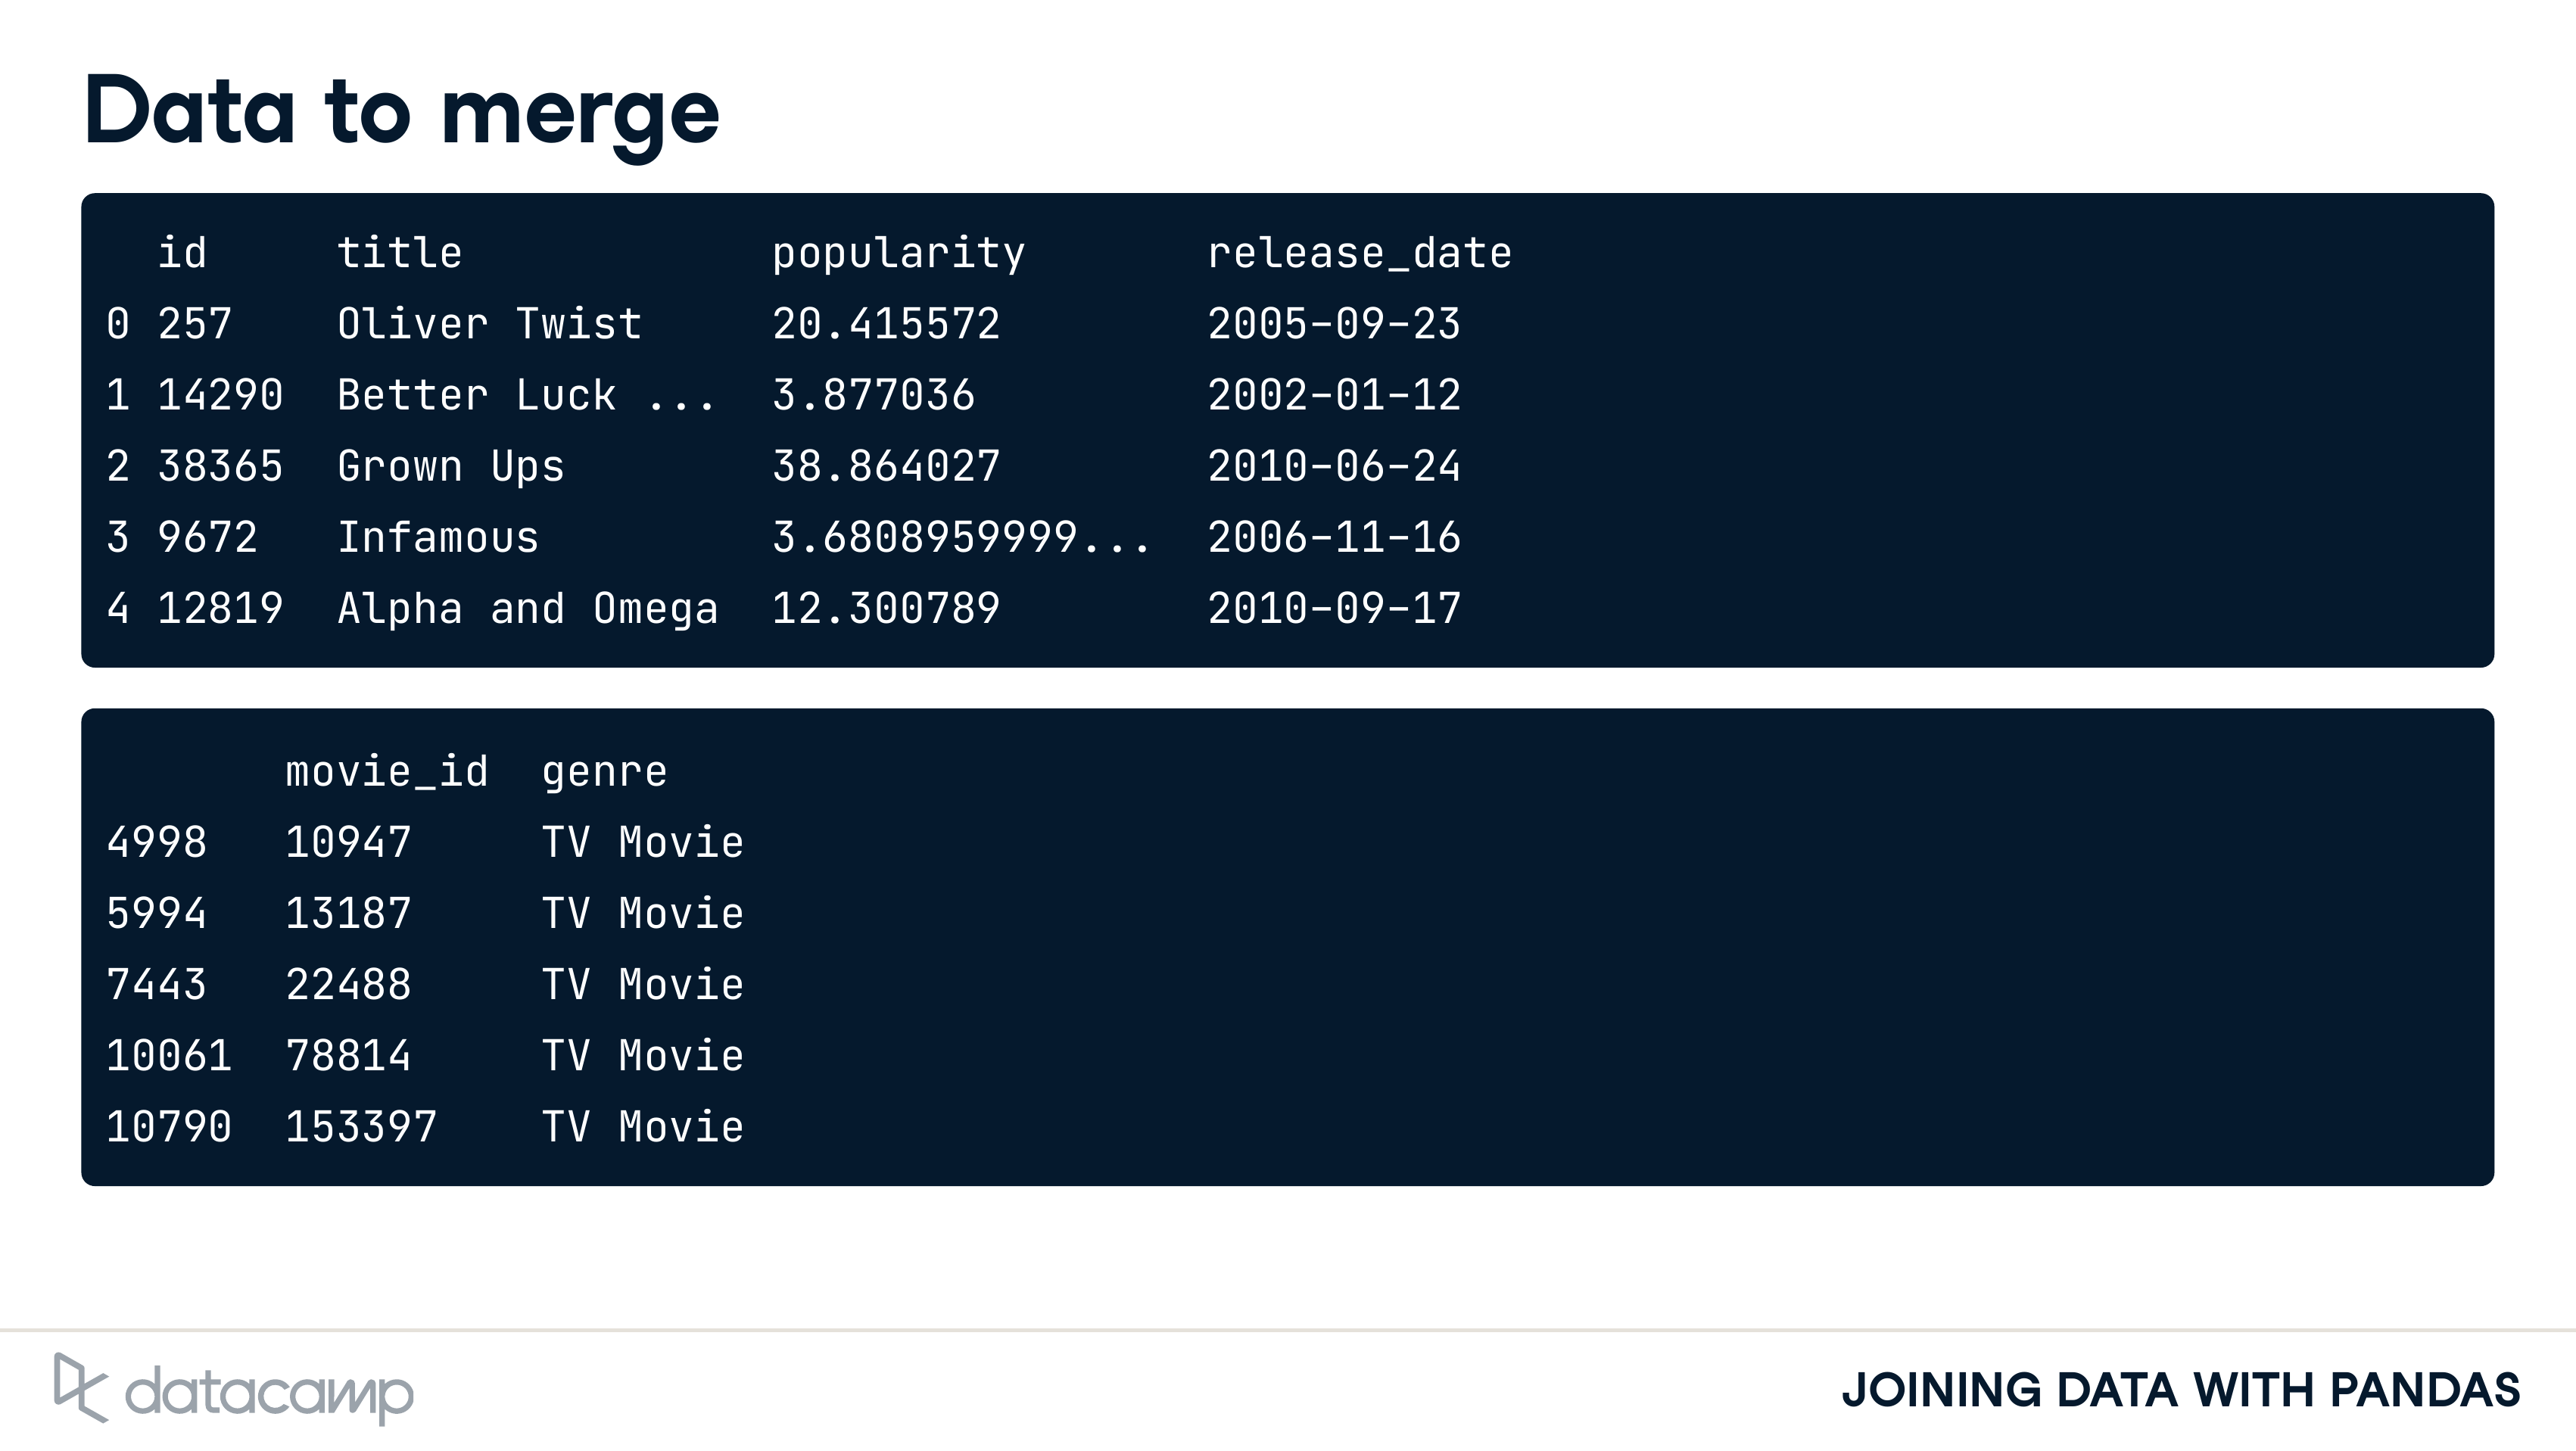 Data to merge
id title popularity release_date
0 257 Oliver Twist 20.415572 2005-09-23
1 14290 Better Luck ... 3.877036 2002-01-12
2 38365 Grown Ups 38.864027 2010-06-24
3 9672 Infamous 3.6808959999... 2006-11-16
4 12819 Alpha and Omega 12.300789 2010-09-17
movie_id genre
4998 10947 TV Movie
5994 13187 TV Movie
7443 22488 TV Movie
10061 78814 TV Movie
10790 153397 TV Movie
datacamp
JOINING DATA WITH PANDAS